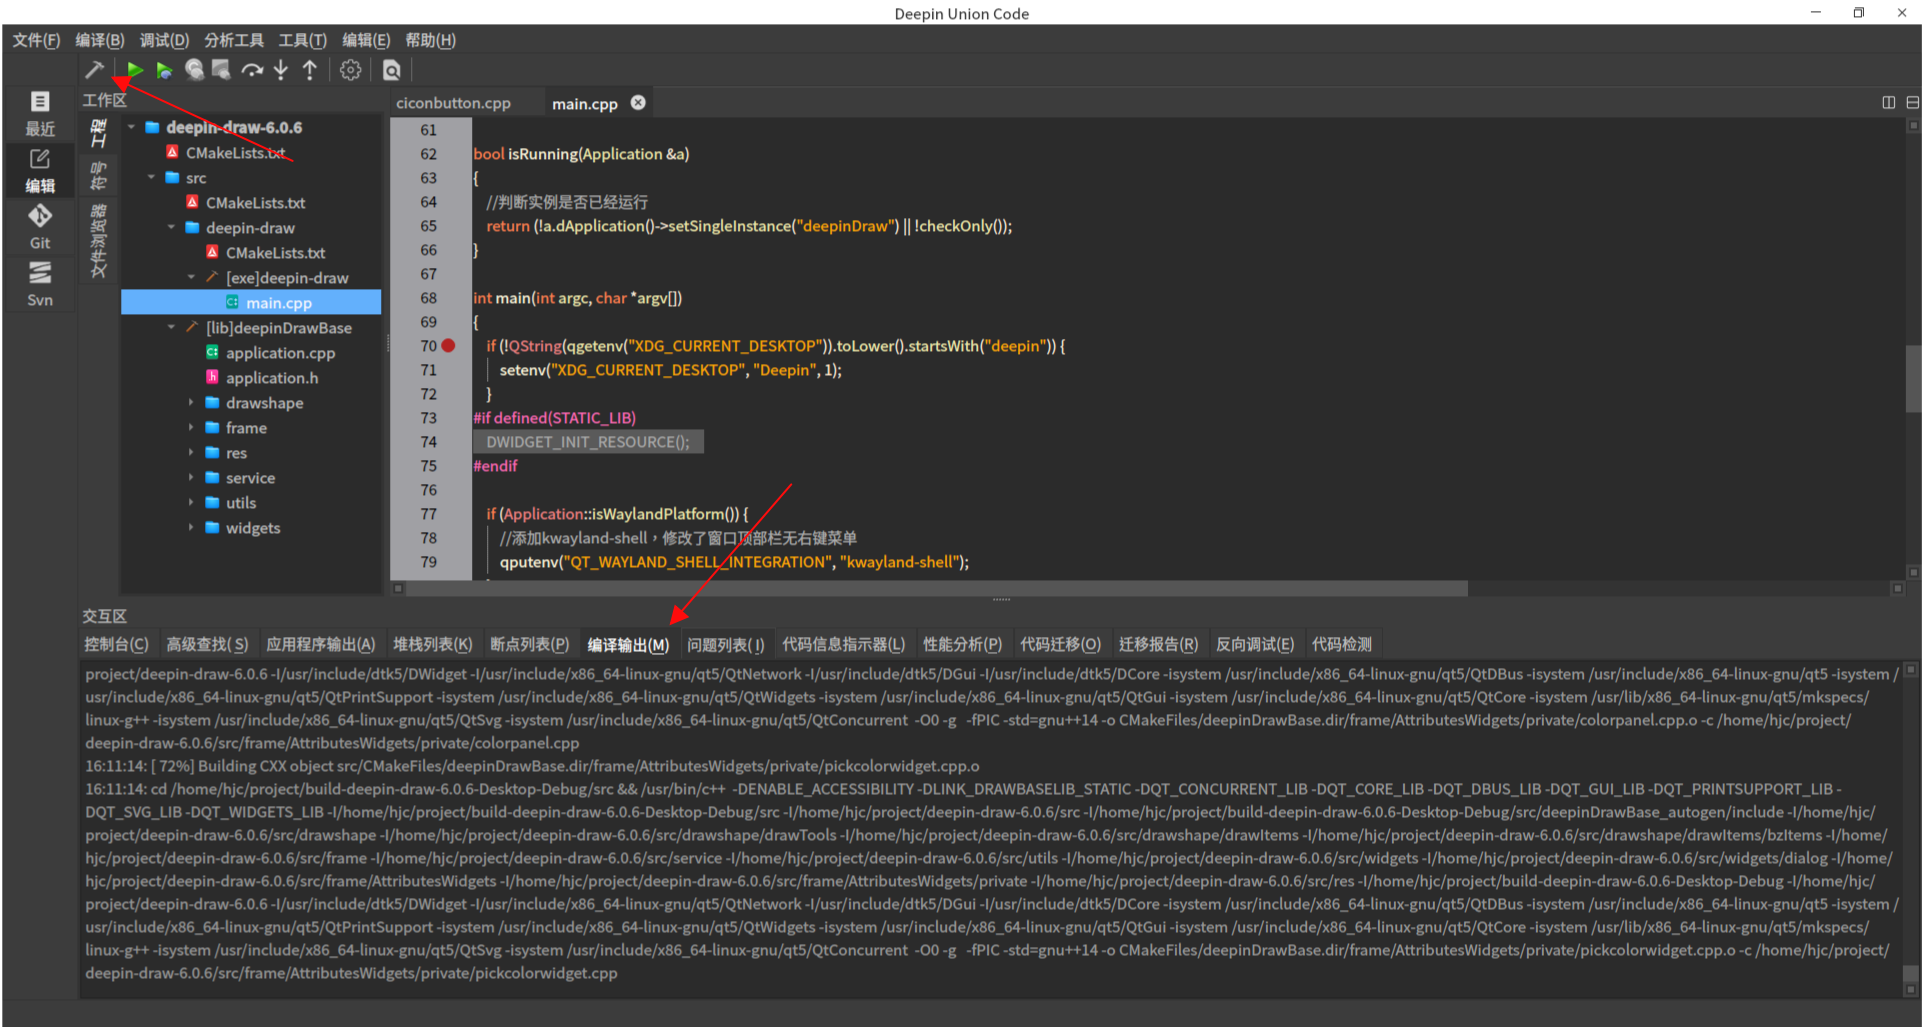 Deepin Union Code
文件(F) 编译(B) 调试(D) 分析工具 工具(T) 编辑(E) 帮助(H)
最近
编辑
Git
Svn
工作区
工程
符号
文件浏览器
deepin-draw-6.0.6
CMakeLists.txt
src
CMakeLists.txt
deepin-draw
CMakeLists.txt
[exe]deepin-draw
main.cpp
[lib]deepinDrawBase
application.cpp
application.h
drawshape
frame
res
service
utils
widgets
ciconbutton.cpp main.cpp
61
62 bool isRunning(Application &a)
63 {
64 //判断实例是否已经运行
65 return (!a.dApplication()->setSingleInstance("deepinDraw") || !checkOnly());
66 }
67
68 int main(int argc, char *argv[])
69 {
70 if (!QString(qgetenv("XDG_CURRENT_DESKTOP")).toLower().startsWith("deepin")) {
71 setenv("XDG_CURRENT_DESKTOP", "Deepin", 1);
72 }
73 #if defined(STATIC_LIB)
74 DWIDGET_INIT_RESOURCE();
75 #endif
76
77 if (Application::isWaylandPlatform()) {
78 //添加kwayland-shell，修改了窗口顶部栏无右键菜单
79 qputenv("QT_WAYLAND_SHELL_INTEGRATION", "kwayland-shell");
交互区
控制台(C) 高级查找( S) 应用程序输出(A) 堆栈列表(K) 断点列表(P) 编译输出(M) 问题列表( I) 代码信息指示器(L) 性能分析(P) 代码迁移(O) 迁移报告(R) 反向调试(E) 代码检测
project/deepin-draw-6.0.6 -I/usr/include/dtk5/DWidget -I/usr/include/x86_64-linux-gnu/qt5/QtNetwork -I/usr/include/dtk5/DGui -I/usr/include/dtk5/DCore -isystem /usr/include/x86_64-linux-gnu/qt5/QtDBus -isystem /usr/include/x86_64-linux-gnu/qt5 -isystem /
usr/include/x86_64-linux-gnu/qt5/QtPrintSupport -isystem /usr/include/x86_64-linux-gnu/qt5/QtWidgets -isystem /usr/include/x86_64-linux-gnu/qt5/QtGui -isystem /usr/include/x86_64-linux-gnu/qt5/QtCore -isystem /usr/lib/x86_64-linux-gnu/qt5/mkspecs/
linux-g++ -isystem /usr/include/x86_64-linux-gnu/qt5/QtSvg -isystem /usr/include/x86_64-linux-gnu/qt5/QtConcurrent -O0 -g -fPIC -std=gnu++14 -o CMakeFiles/deepinDrawBase.dir/frame/AttributesWidgets/private/colorpanel.cpp.o -c /home/hjc/project/
deepin-draw-6.0.6/src/frame/AttributesWidgets/private/colorpanel.cpp
16:11:14: [ 72%] Building CXX object src/CMakeFiles/deepinDrawBase.dir/frame/AttributesWidgets/private/pickcolorwidget.cpp.o
16:11:14: cd /home/hjc/project/build-deepin-draw-6.0.6-Desktop-Debug/src && /usr/bin/c++ -DENABLE_ACCESSIBILITY -DLINK_DRAWBASELIB_STATIC -DQT_CONCURRENT_LIB -DQT_CORE_LIB -DQT_DBUS_LIB -DQT_GUI_LIB -DQT_PRINTSUPPORT_LIB -
DQT_SVG_LIB -DQT_WIDGETS_LIB -I/home/hjc/project/build-deepin-draw-6.0.6-Desktop-Debug/src -I/home/hjc/project/deepin-draw-6.0.6/src -I/home/hjc/project/build-deepin-draw-6.0.6-Desktop-Debug/src/deepinDrawBase_autogen/include -I/home/hjc/
project/deepin-draw-6.0.6/src/drawshape -I/home/hjc/project/deepin-draw-6.0.6/src/drawshape/drawTools -I/home/hjc/project/deepin-draw-6.0.6/src/drawshape/drawItems -I/home/hjc/project/deepin-draw-6.0.6/src/drawshape/drawItems/bzItems -I/home/
hjc/project/deepin-draw-6.0.6/src/frame -I/home/hjc/project/deepin-draw-6.0.6/src/service -I/home/hjc/project/deepin-draw-6.0.6/src/utils -I/home/hjc/project/deepin-draw-6.0.6/src/widgets -I/home/hjc/project/deepin-draw-6.0.6/src/widgets/dialog -I/home/
hjc/project/deepin-draw-6.0.6/src/frame/AttributesWidgets -I/home/hjc/project/deepin-draw-6.0.6/src/frame/AttributesWidgets/private -I/home/hjc/project/deepin-draw-6.0.6/src/res -I/home/hjc/project/build-deepin-draw-6.0.6-Desktop-Debug -I/home/hjc/
project/deepin-draw-6.0.6 -I/usr/include/dtk5/DWidget -I/usr/include/x86_64-linux-gnu/qt5/QtNetwork -I/usr/include/dtk5/DGui -I/usr/include/dtk5/DCore -isystem /usr/include/x86_64-linux-gnu/qt5/QtDBus -isystem /usr/include/x86_64-linux-gnu/qt5 -isystem /
usr/include/x86_64-linux-gnu/qt5/QtPrintSupport -isystem /usr/include/x86_64-linux-gnu/qt5/QtWidgets -isystem /usr/include/x86_64-linux-gnu/qt5/QtGui -isystem /usr/include/x86_64-linux-gnu/qt5/QtCore -isystem /usr/lib/x86_64-linux-gnu/qt5/mkspecs/
linux-g++ -isystem /usr/include/x86_64-linux-gnu/qt5/QtSvg -isystem /usr/include/x86_64-linux-gnu/qt5/QtConcurrent -O0 -g -fPIC -std=gnu++14 -o CMakeFiles/deepinDrawBase.dir/frame/AttributesWidgets/private/pickcolorwidget.cpp.o -c /home/hjc/project/
deepin-draw-6.0.6/src/frame/AttributesWidgets/private/pickcolorwidget.cpp